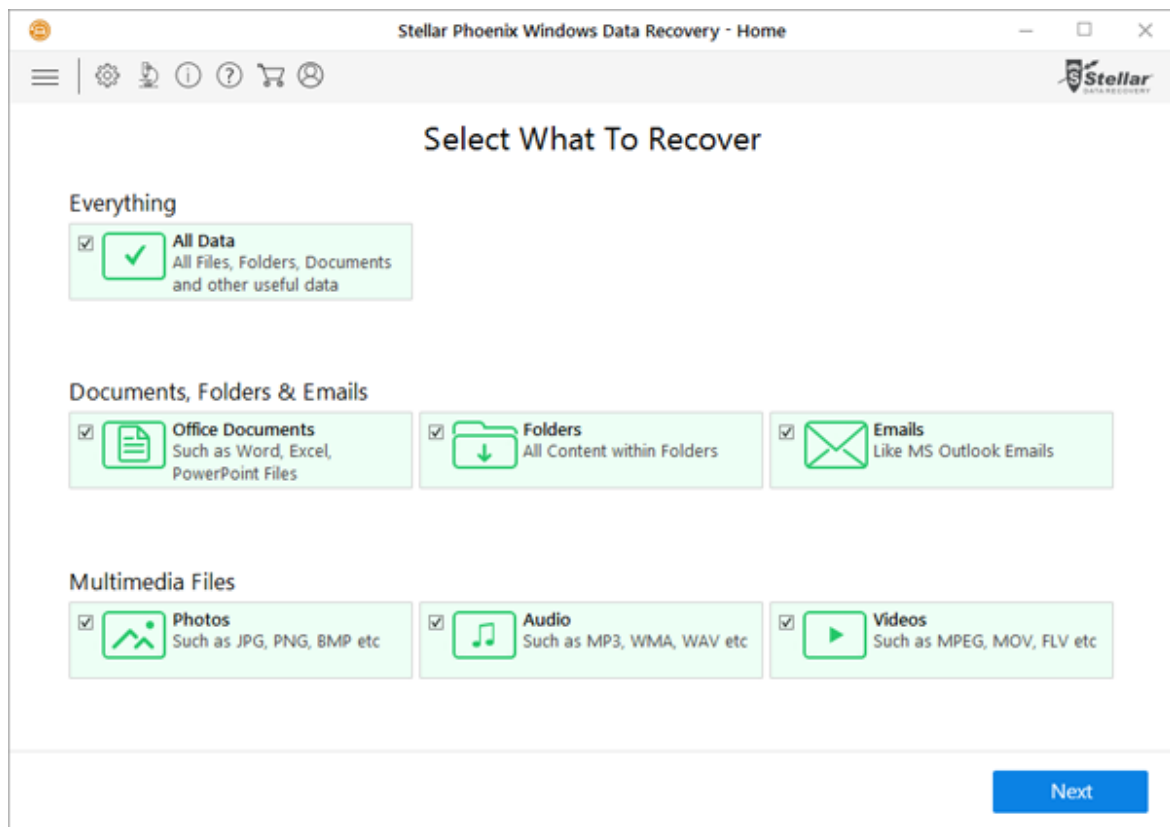 Stellar Phoenix Windows Data Recovery - Home
Stellar
DATA RECOVERY
Select What To Recover
Everything
All Data
All Files, Folders, Documents
and other useful data
Documents, Folders & Emails
Office Documents
Such as Word, Excel,
PowerPoint Files
Folders
All Content within Folders
Emails
Like MS Outlook Emails
Multimedia Files
Photos
Such as JPG, PNG, BMP etc
Audio
Such as MP3, WMA, WAV etc
Videos
Such as MPEG, MOV, FLV etc
Next